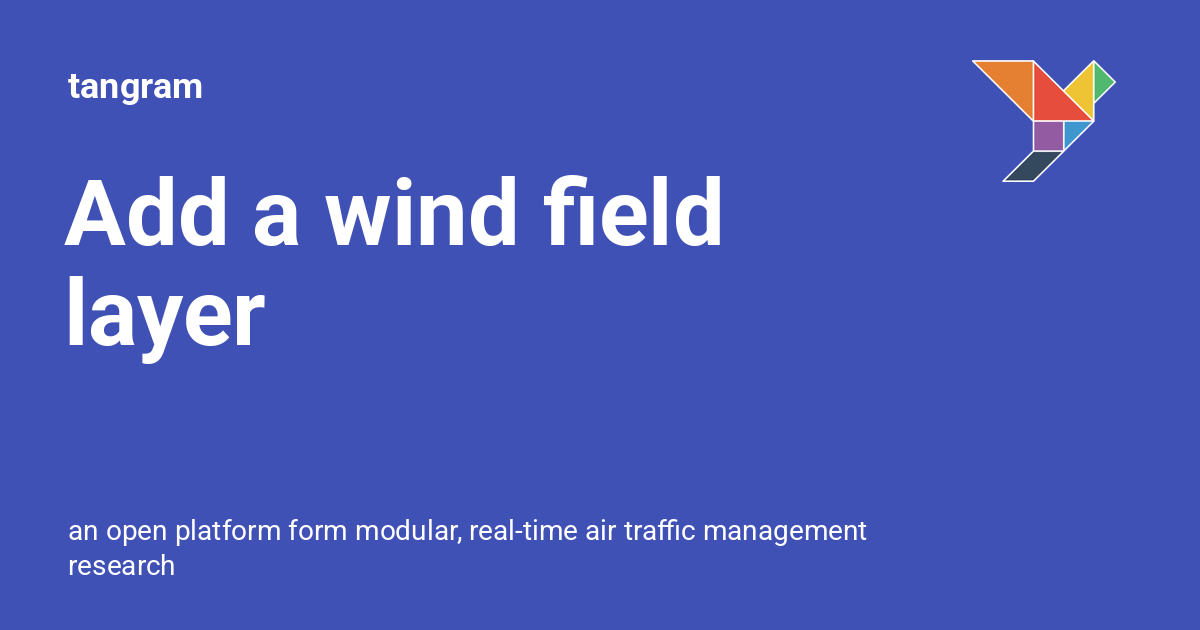 tangram
Add a wind field
layer
an open platform form modular, real-time air traffic management
research